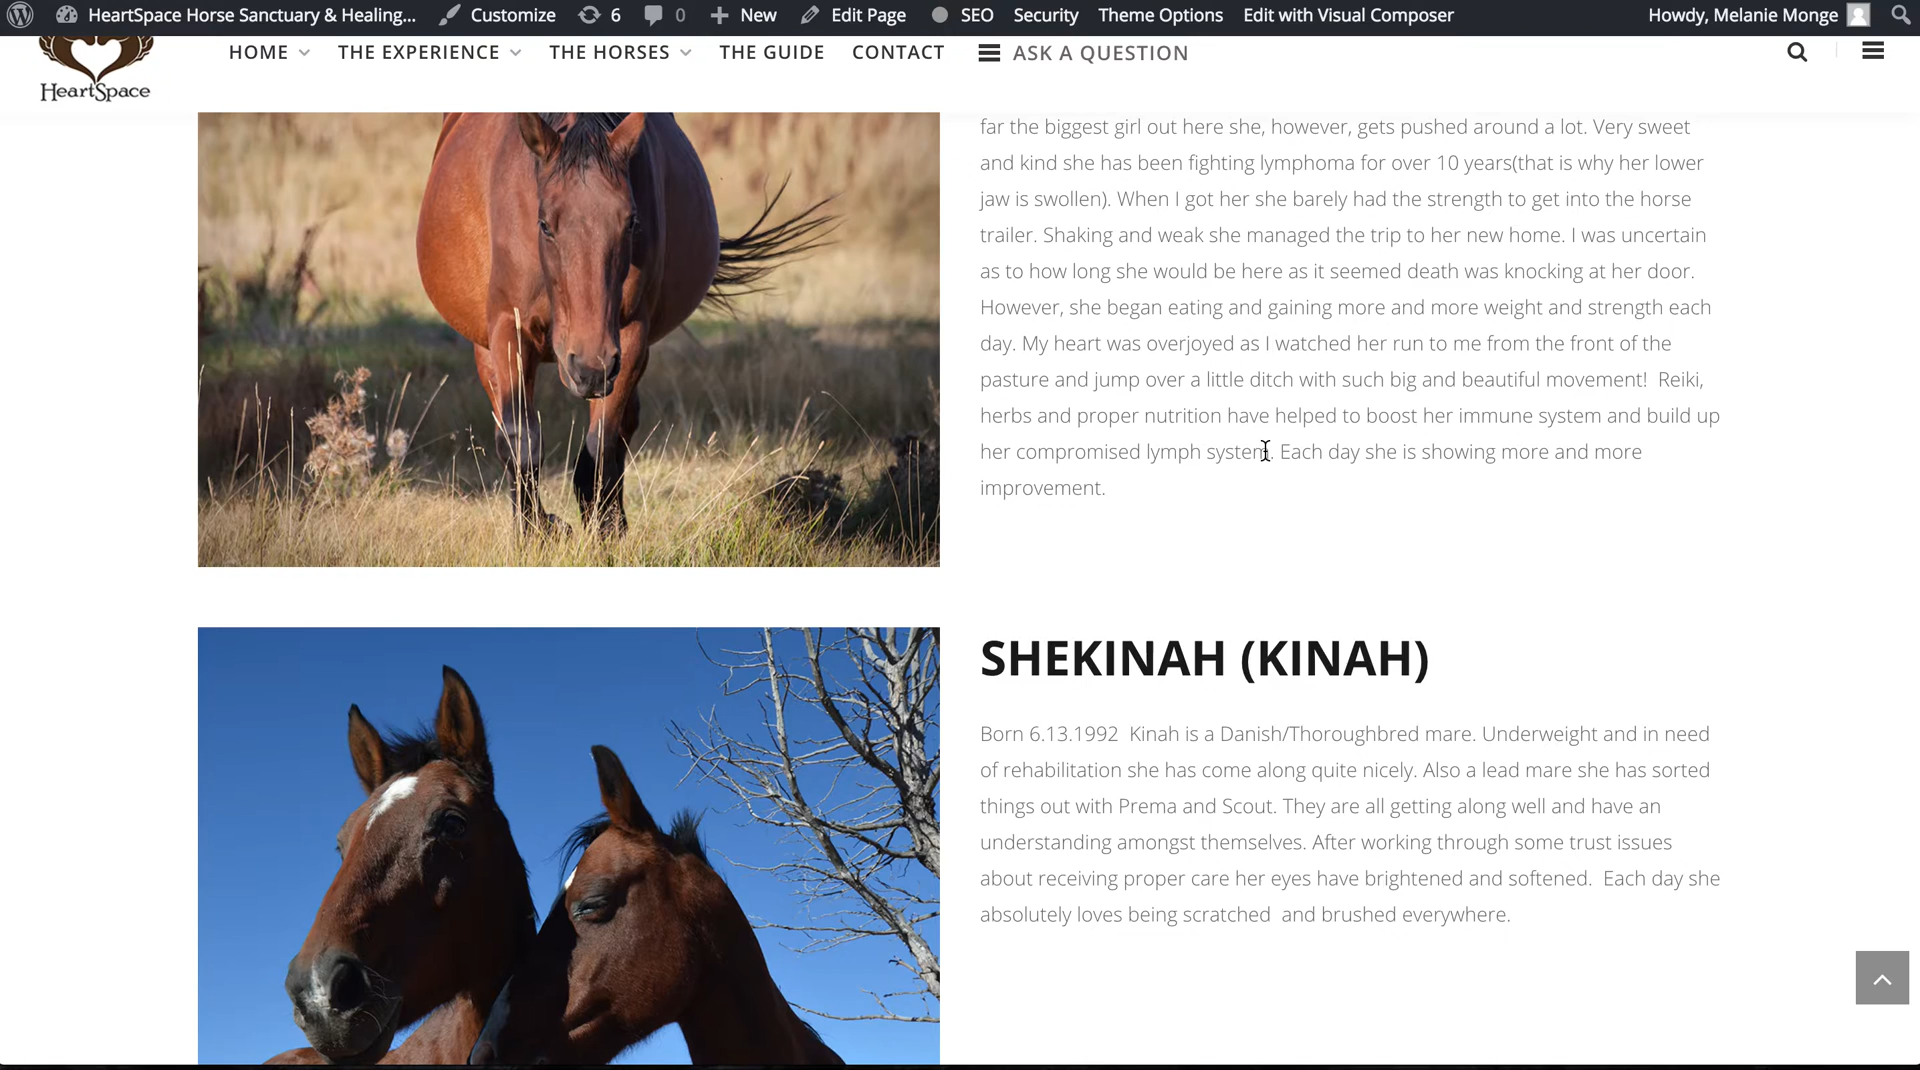 HeartSpace Horse Sanctuary & Healing... Customize 6 0 New Edit Page SEO Security Theme Options Edit with Visual Composer Howdy, Melanie Monge
HOME THE EXPERIENCE THE HORSES THE GUIDE CONTACT ASK A QUESTION
HeartSpace
far the biggest girl out here she, however, gets pushed around a lot. Very sweet
and kind she has been fighting lymphoma for over 10 years(that is why her lower
jaw is swollen). When I got her she barely had the strength to get into the horse
trailer. Shaking and weak she managed the trip to her new home. I was uncertain
as to how long she would be here as it seemed death was knocking at her door.
However, she began eating and gaining more and more weight and strength each
day. My heart was overjoyed as I watched her run to me from the front of the
pasture and jump over a little ditch with such big and beautiful movement!  Reiki,
herbs and proper nutrition have helped to boost her immune system and build up
her compromised lymph system. Each day she is showing more and more
improvement.
SHEKINAH (KINAH)
Born 6.13.1992  Kinah is a Danish/Thoroughbred mare. Underweight and in need
of rehabilitation she has come along quite nicely. Also a lead mare she has sorted
things out with Prema and Scout. They are all getting along well and have an
understanding amongst themselves. After working through some trust issues
about receiving proper care her eyes have brightened and softened.  Each day she
absolutely loves being scratched  and brushed everywhere.